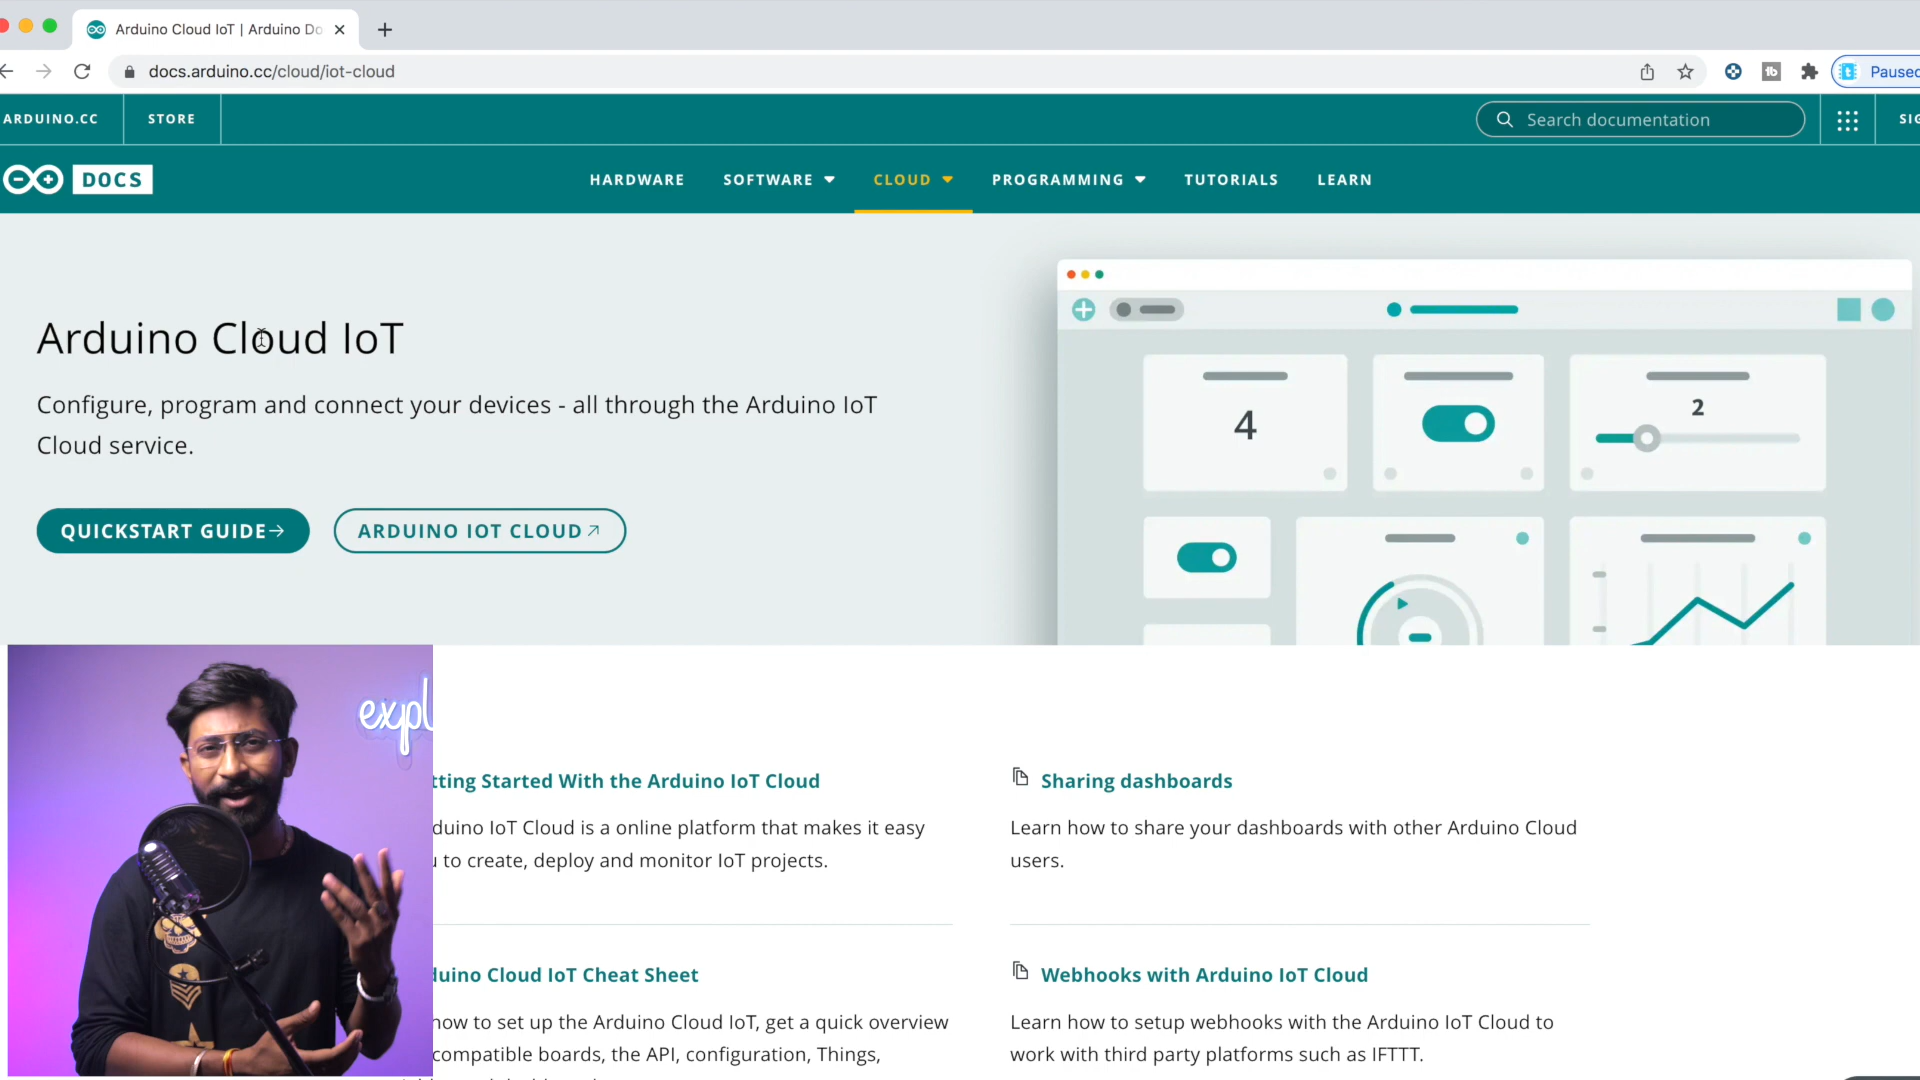 Arduino Cloud IoT | Arduino Do
docs.arduino.cc/cloud/iot-cloud
Paused
ARDUINO.CC
STORE
Search documentation
SIG
DOCS
HARDWARE
SOFTWARE
CLOUD
PROGRAMMING
TUTORIALS
LEARN
Arduino Cloud IoT
Configure, program and connect your devices - all through the Arduino IoT
Cloud service.
QUICKSTART GUIDE→
ARDUINO IOT CLOUD↗
4
2
expl
tting Started With the Arduino IoT Cloud
duino IoT Cloud is a online platform that makes it easy
to create, deploy and monitor IoT projects.
Sharing dashboards
Learn how to share your dashboards with other Arduino Cloud
users.
duino Cloud IoT Cheat Sheet
how to set up the Arduino Cloud IoT, get a quick overview
compatible boards, the API, configuration, Things,
Webhooks with Arduino IoT Cloud
Learn how to setup webhooks with the Arduino IoT Cloud to
work with third party platforms such as IFTTT.